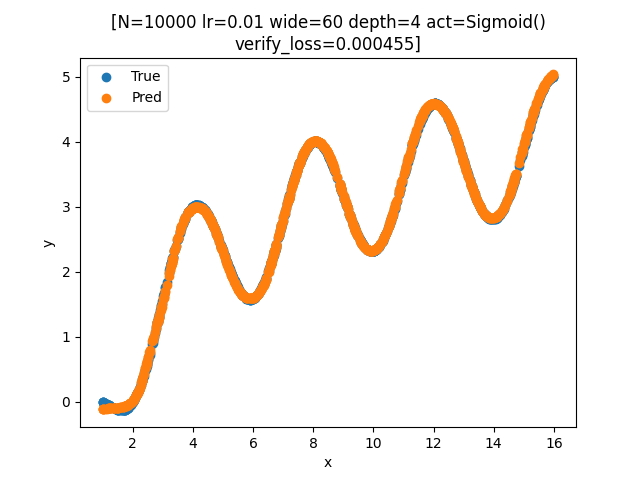 [N=10000 lr=0.01 wide=60 depth=4 act=Sigmoid()
verify_loss=0.000455]
True
Pred
5
4
3
2
1
0
y
2
4
6
8
10
12
14
16
x